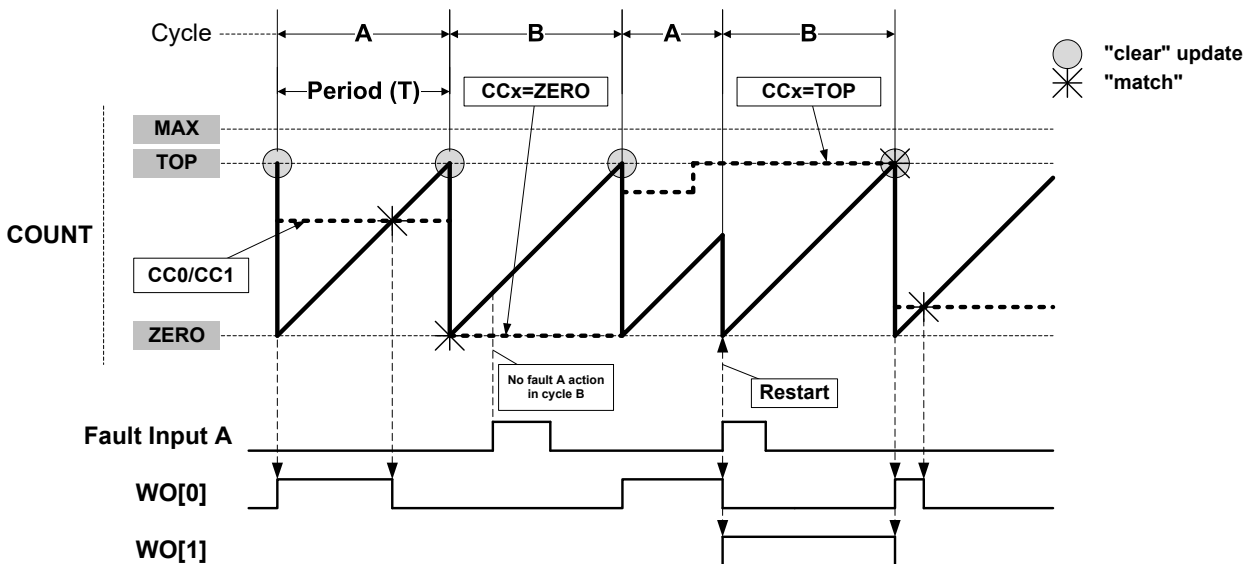 Cycle
A
B
A
B
"clear" update
"match"
Period (T)
CCx=ZERO
CCx=TOP
MAX
TOP
COUNT
CC0/CC1
ZERO
No fault A action
in cycle B
Restart
Fault Input A
WO[0]
WO[1]